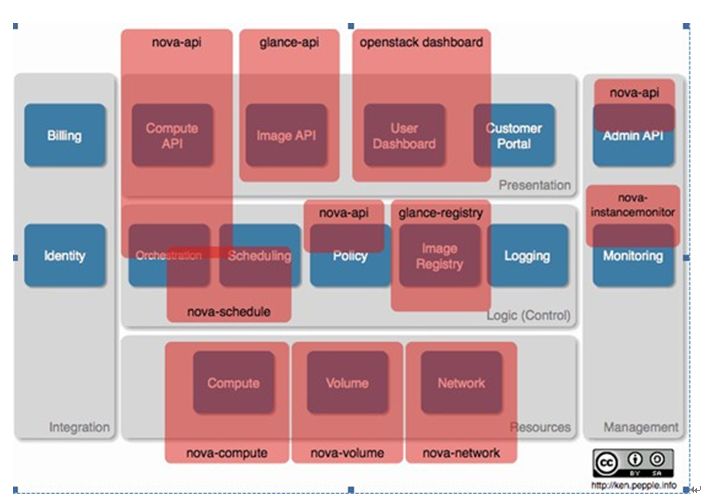 nova-api
glance-api
openstack dashboard
nova-api
Billing
Compute
API
Image API
User
Dashboard
Customer
Portal
Admin API
Presentation
nova-api
glance-registry
nova-
instancemonitor
Identity
Orchestration
Scheduling
Policy
Image
Registry
Logging
Monitoring
nova-schedule
Logic (Control)
Compute
Volume
Network
Integration
Resources
Management
nova-compute
nova-volume
nova-network
cc
BY SA
http://ken.pepple.info